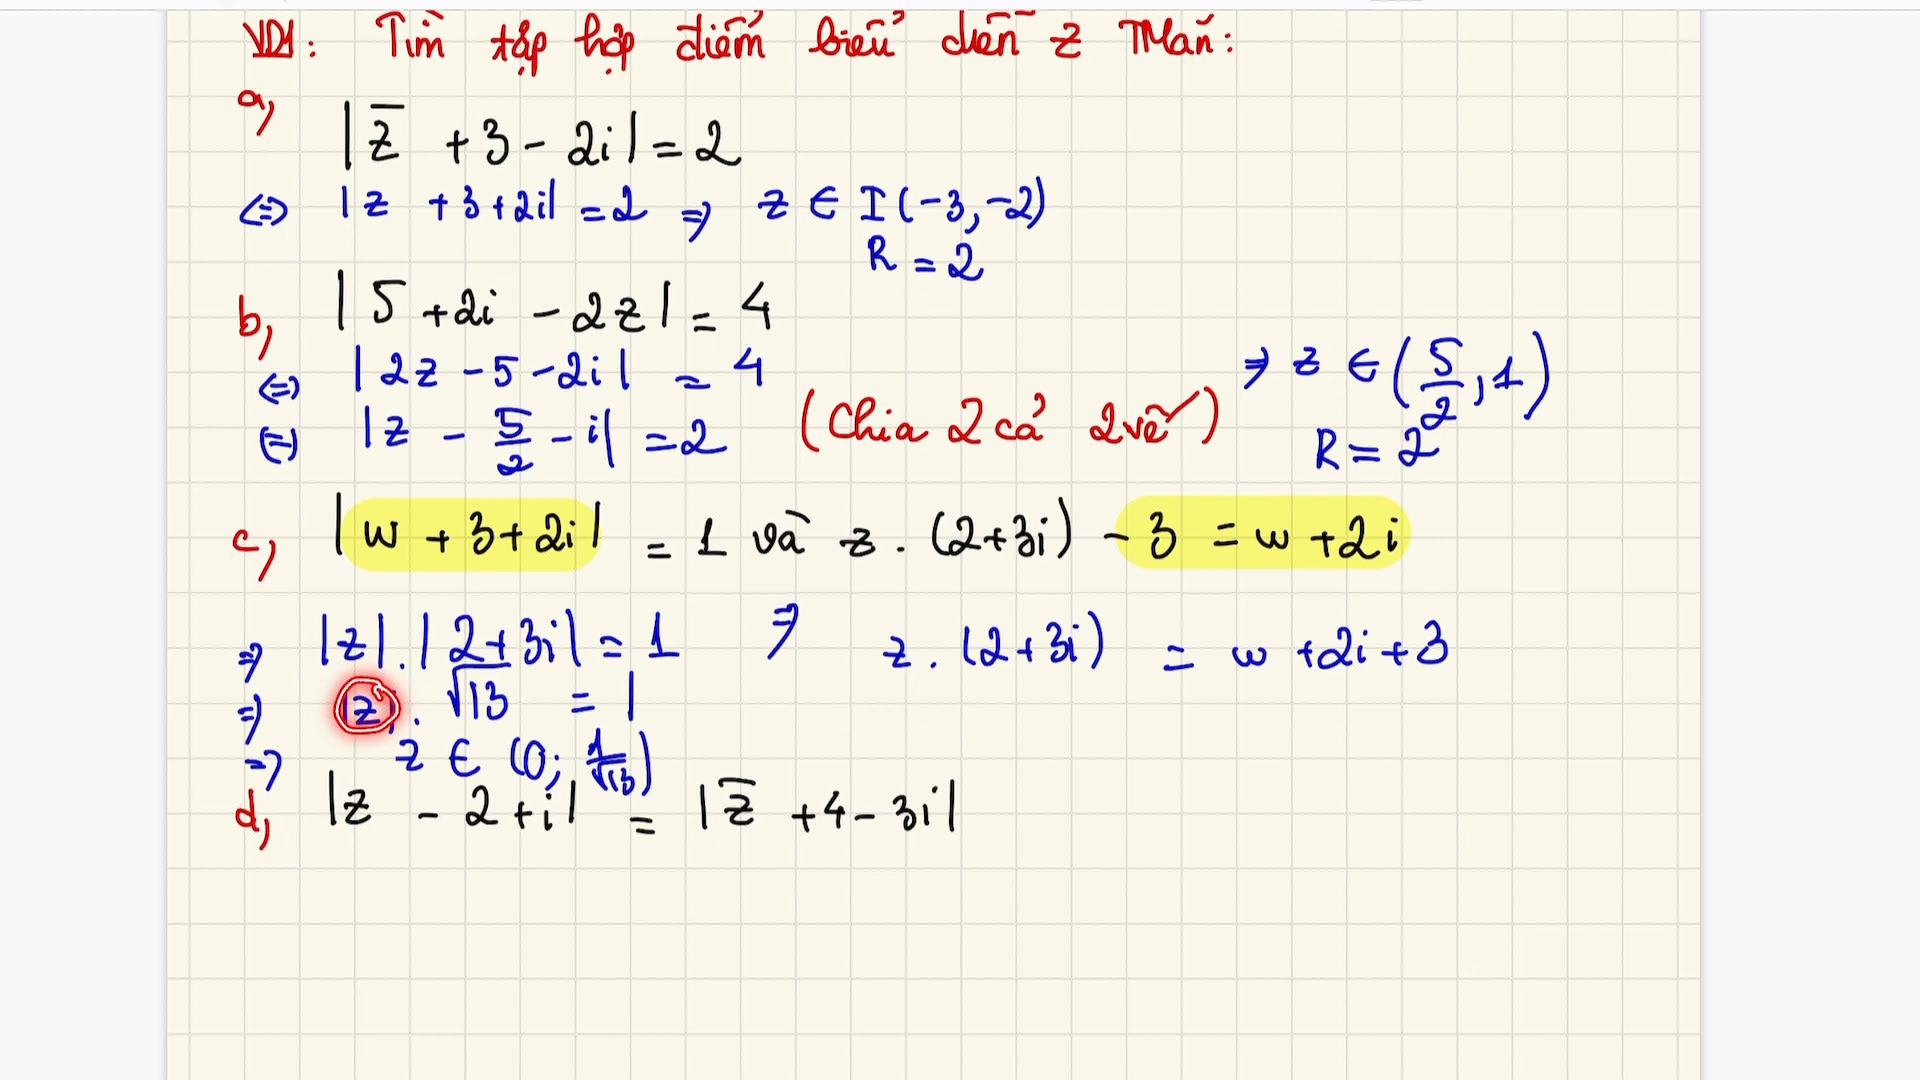 VD1: Tìm tập hợp điểm biểu diễn z Mãn:
a, |z̅ + 3 - 2i| = 2
⇔ |z + 3 + 2i| = 2 ⇒ z ∈ I(-3, -2)
R = 2
b, |5 + 2i - 2z| = 4
⇔ |2z - 5 - 2i| = 4 ⇒ z ∈ (5/2, 1)
⇔ |z - 5/2 - i| = 2 (Chia 2 cả 2 vế) R = 2
c, |w + 3 + 2i| = 1 và z . (2+3i) - 3 = w + 2i
⇒ |z| . |2 + 3i| = 1 ⇒ z . (2+3i) = w + 2i + 3
⇒ |z| . √13 = 1
⇒ z ∈ (0; 1/√13)
d, |z - 2 + i| = |z̅ + 4 - 3i|